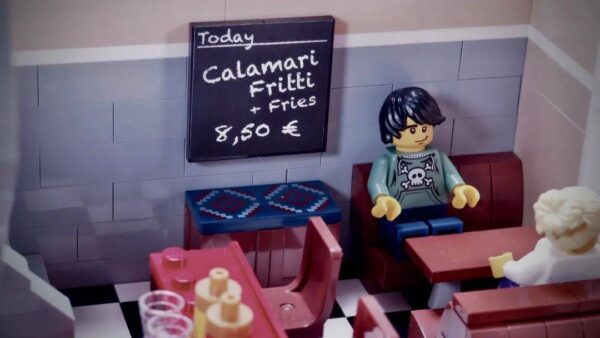 Today
Calamari
Fritti
+ Fries
8,50 €